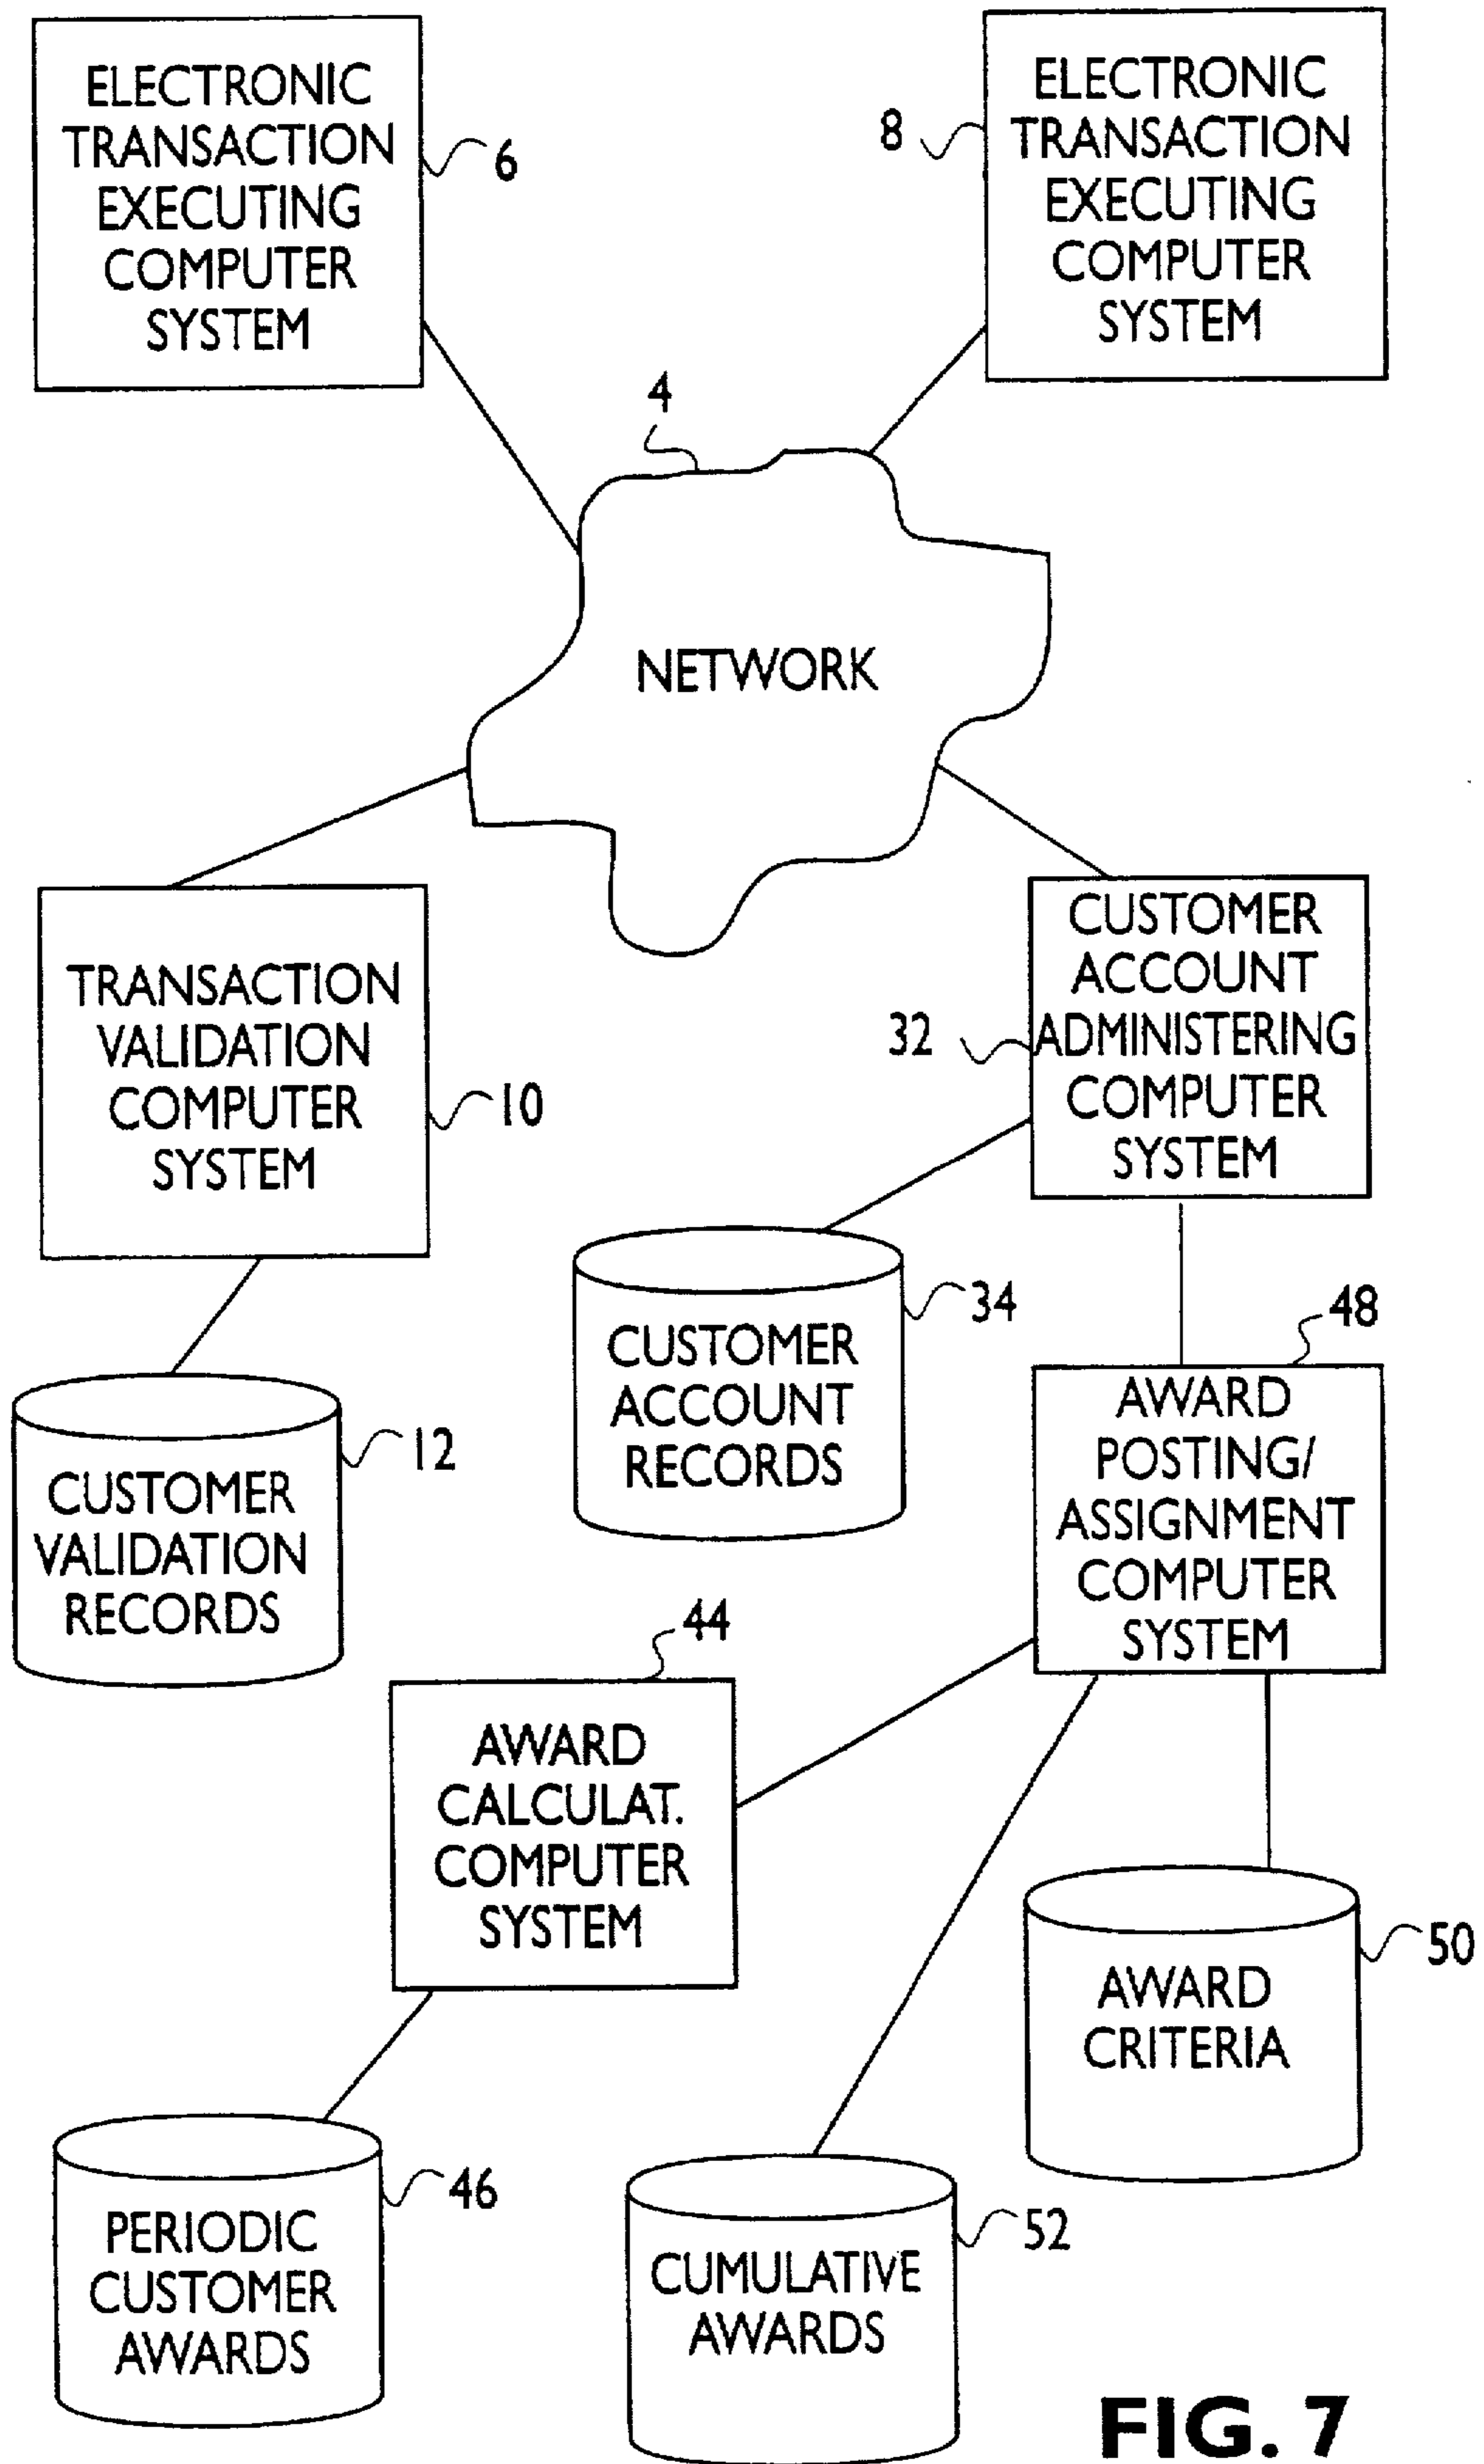 ELECTRONIC
TRANSACTION
EXECUTING
COMPUTER
SYSTEM
6
8
ELECTRONIC
TRANSACTION
EXECUTING
COMPUTER
SYSTEM
4
NETWORK
TRANSACTION
VALIDATION
COMPUTER
SYSTEM
10
32
CUSTOMER
ACCOUNT
ADMINISTERING
COMPUTER
SYSTEM
CUSTOMER
VALIDATION
RECORDS
12
CUSTOMER
ACCOUNT
RECORDS
34
48
AWARD
POSTING/
ASSIGNMENT
COMPUTER
SYSTEM
44
AWARD
CALCULAT.
COMPUTER
SYSTEM
AWARD
CRITERIA
50
PERIODIC
CUSTOMER
AWARDS
46
CUMULATIVE
AWARDS
52
FIG. 7